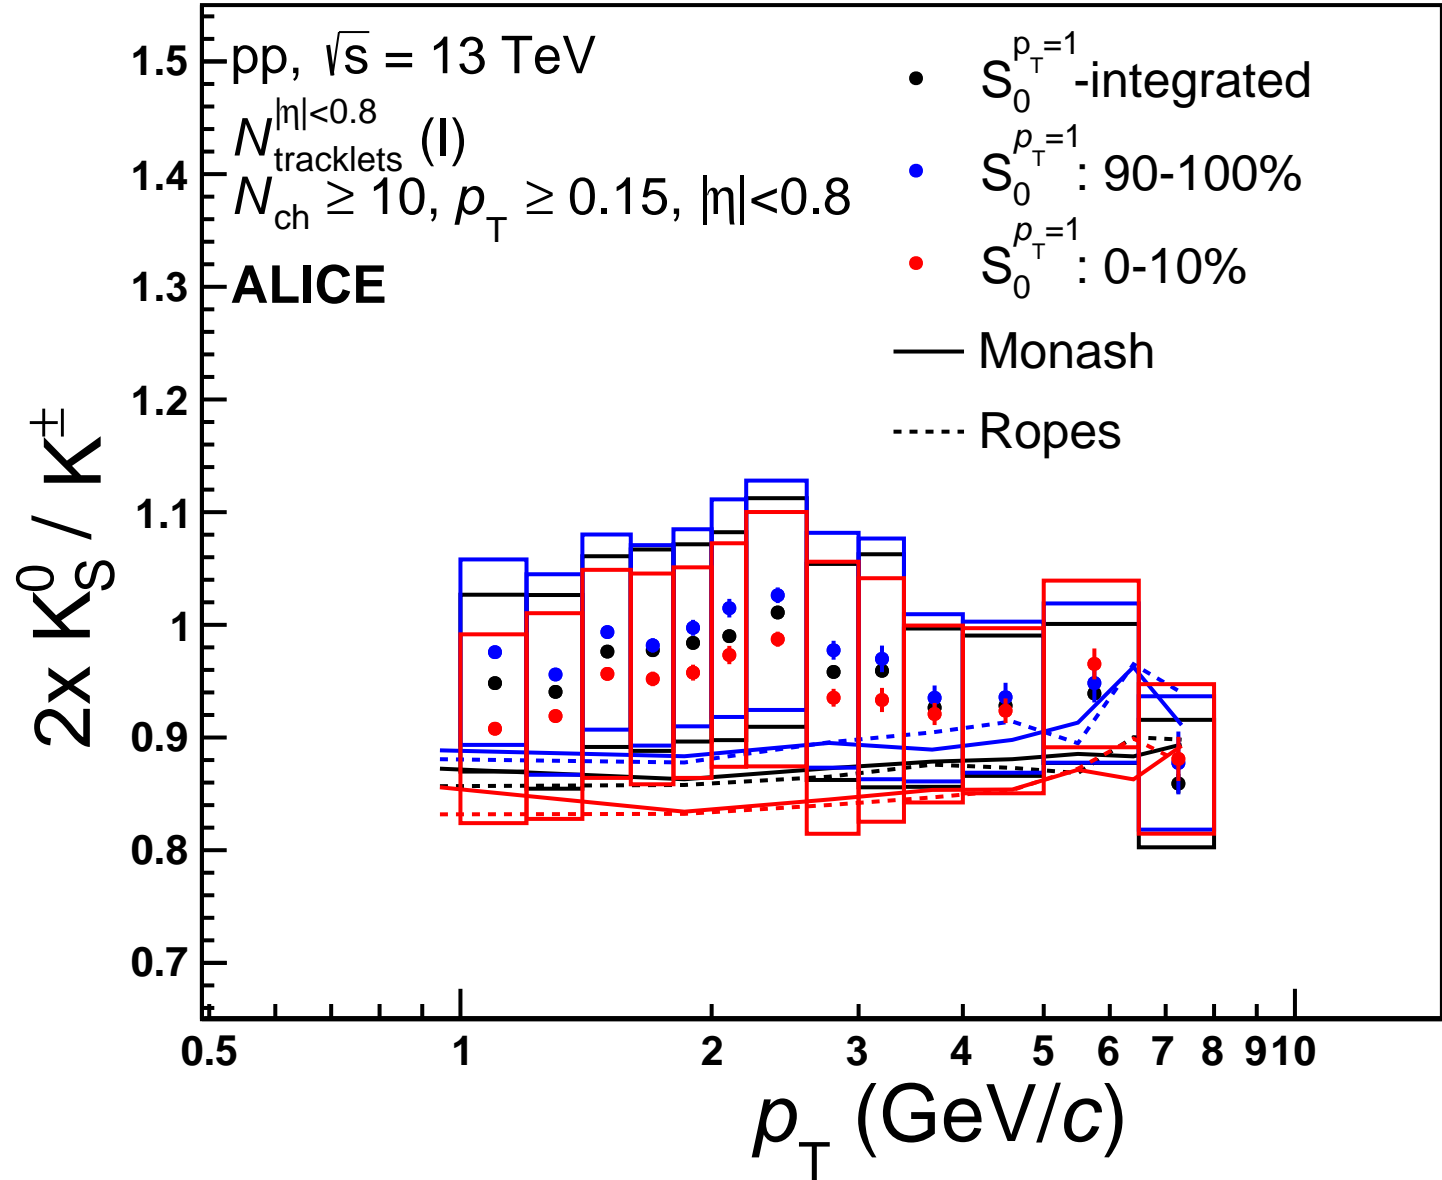 pp, √s = 13 TeV
N_tracklets^|η|<0.8 (I)
N_ch ≥ 10, p_T ≥ 0.15, |η|<0.8
ALICE
S_0^{p_T=1}-integrated
S_0^{p_T=1}: 90-100%
S_0^{p_T=1}: 0-10%
Monash
Ropes
2x K_S^0 / K^±
1.5
1.4
1.3
1.2
1.1
1
0.9
0.8
0.7
0.5 1 2 3 4 5 6 7 8 9 10
p_T (GeV/c)